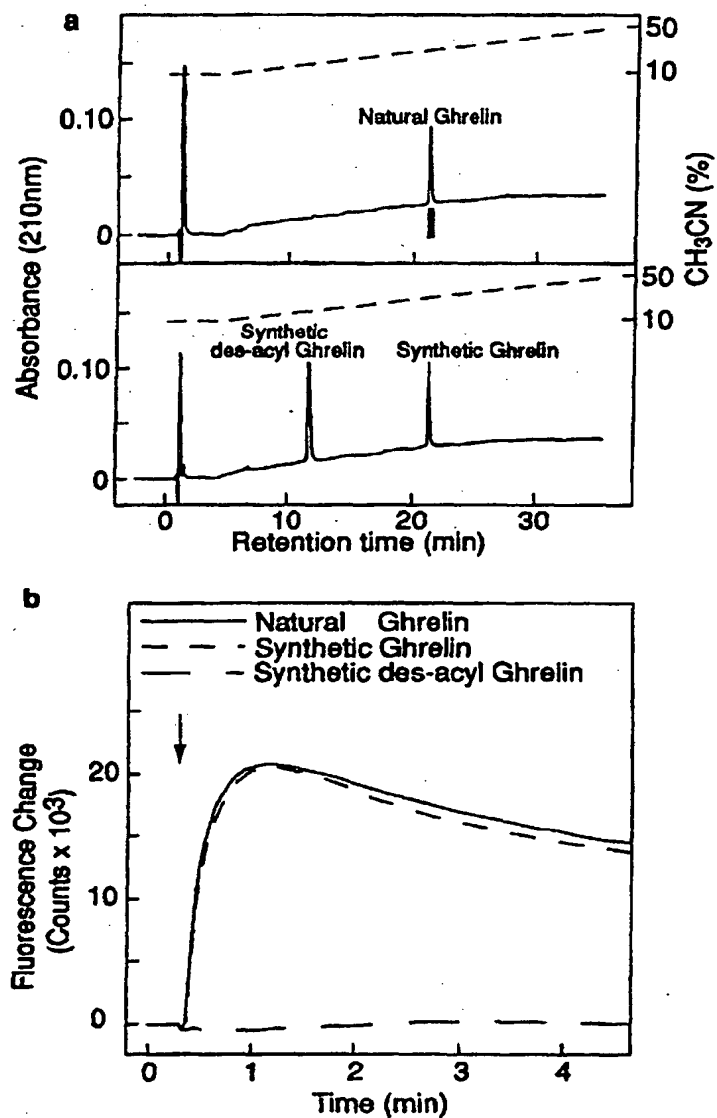 a
50
10
0.10
Natural Ghrelin
0
Absorbance (210nm)
CH₃CN (%)
50
10
Synthetic
des-acyl Ghrelin
Synthetic Ghrelin
0.10
0
0 10 20 30
Retention time (min)
b
Natural Ghrelin
Synthetic Ghrelin
Synthetic des-acyl Ghrelin
20
10
0
Fluorescence Change
(Counts x 10³)
0 1 2 3 4
Time (min)